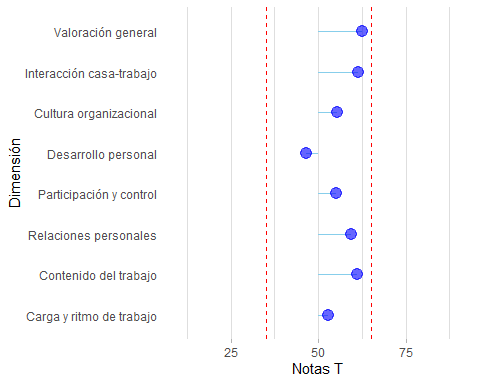 Dimensión
Valoración general
Interacción casa-trabajo
Cultura organizacional
Desarrollo personal
Participación y control
Relaciones personales
Contenido del trabajo
Carga y ritmo de trabajo
25 50 75
Notas T